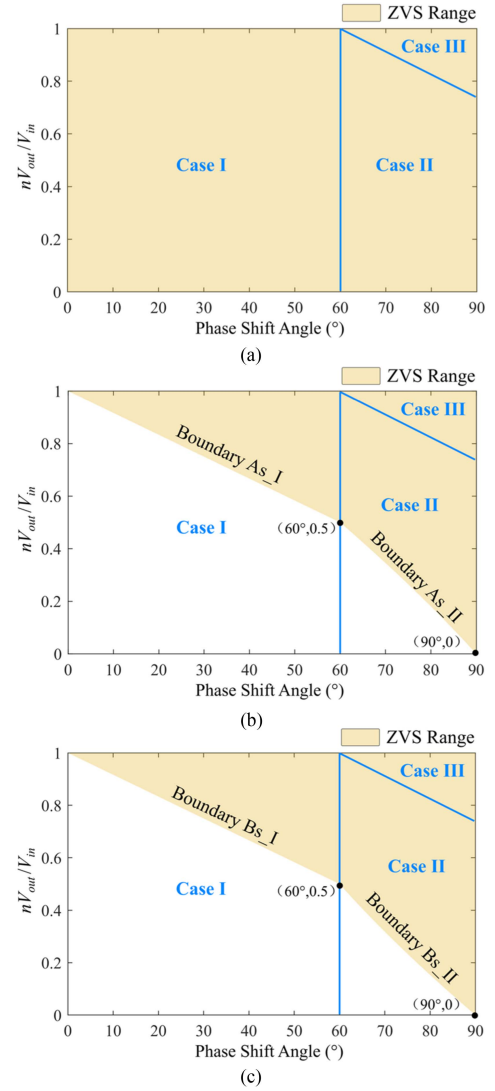 ZVS Range
1
0.8
0.6
0.4
0.2
0
nVout/Vin
Case I
Case II
Case III
0 10 20 30 40 50 60 70 80 90
Phase Shift Angle (°)
(a)
ZVS Range
1
0.8
0.6
0.4
0.2
0
nVout/Vin
Boundary As_I
Case III
Case I
Case II
(60°,0.5)
Boundary As_II
(90°,0)
0 10 20 30 40 50 60 70 80 90
Phase Shift Angle (°)
(b)
ZVS Range
1
0.8
0.6
0.4
0.2
0
nVout/Vin
Boundary Bs_I
Case III
Case I
Case II
(60°,0.5)
Boundary Bs_II
(90°,0)
0 10 20 30 40 50 60 70 80 90
Phase Shift Angle (°)
(c)